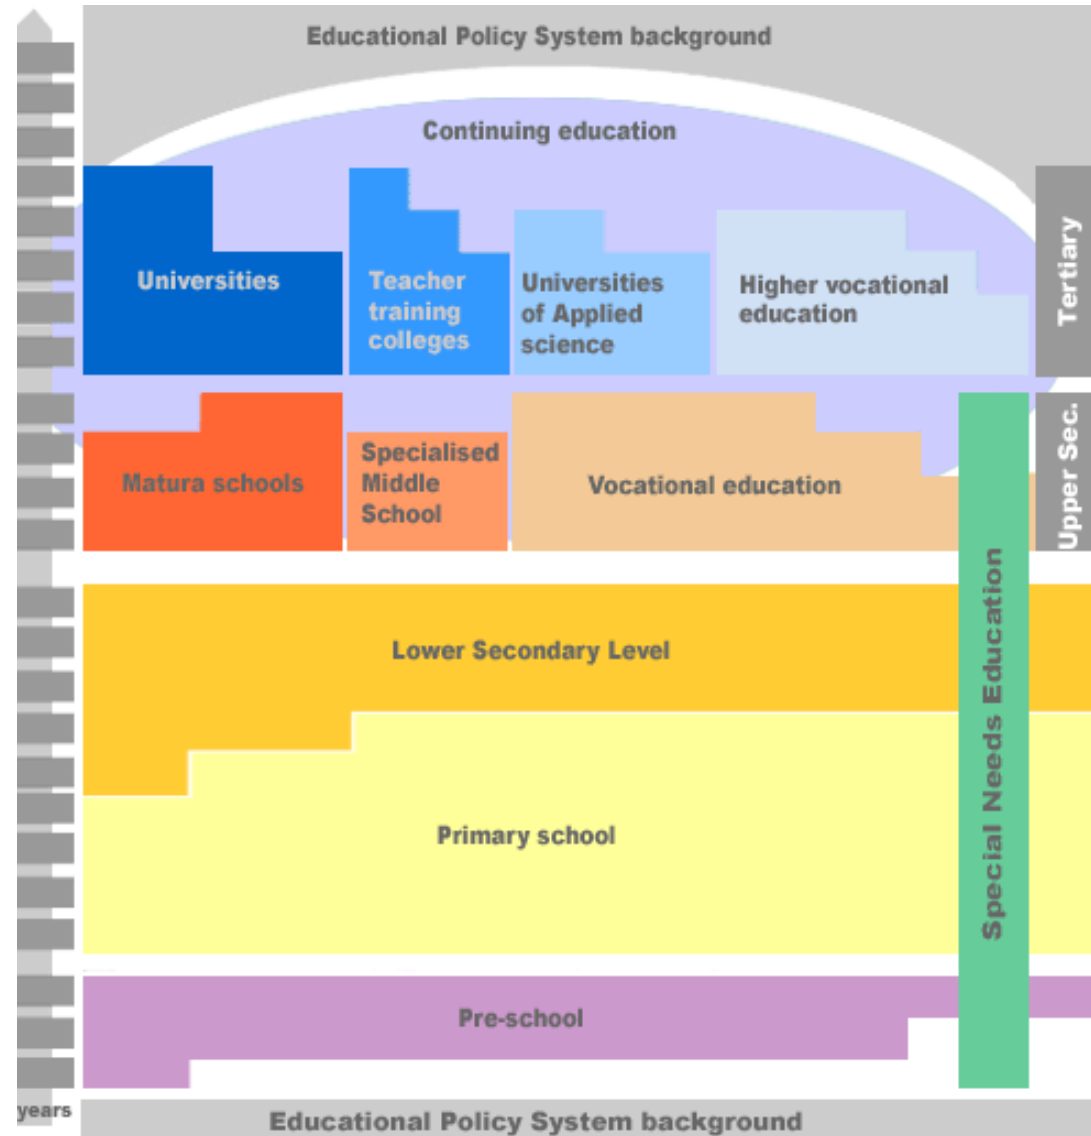 Educational Policy System background
Continuing education
Universities
Teacher
training
colleges
Universities
of Applied
science
Higher vocational
education
Tertiary
Matura schools
Specialised
Middle
School
Vocational education
Upper Sec.
Lower Secondary Level
Special Needs Education
Primary school
Pre-school
years
Educational Policy System background